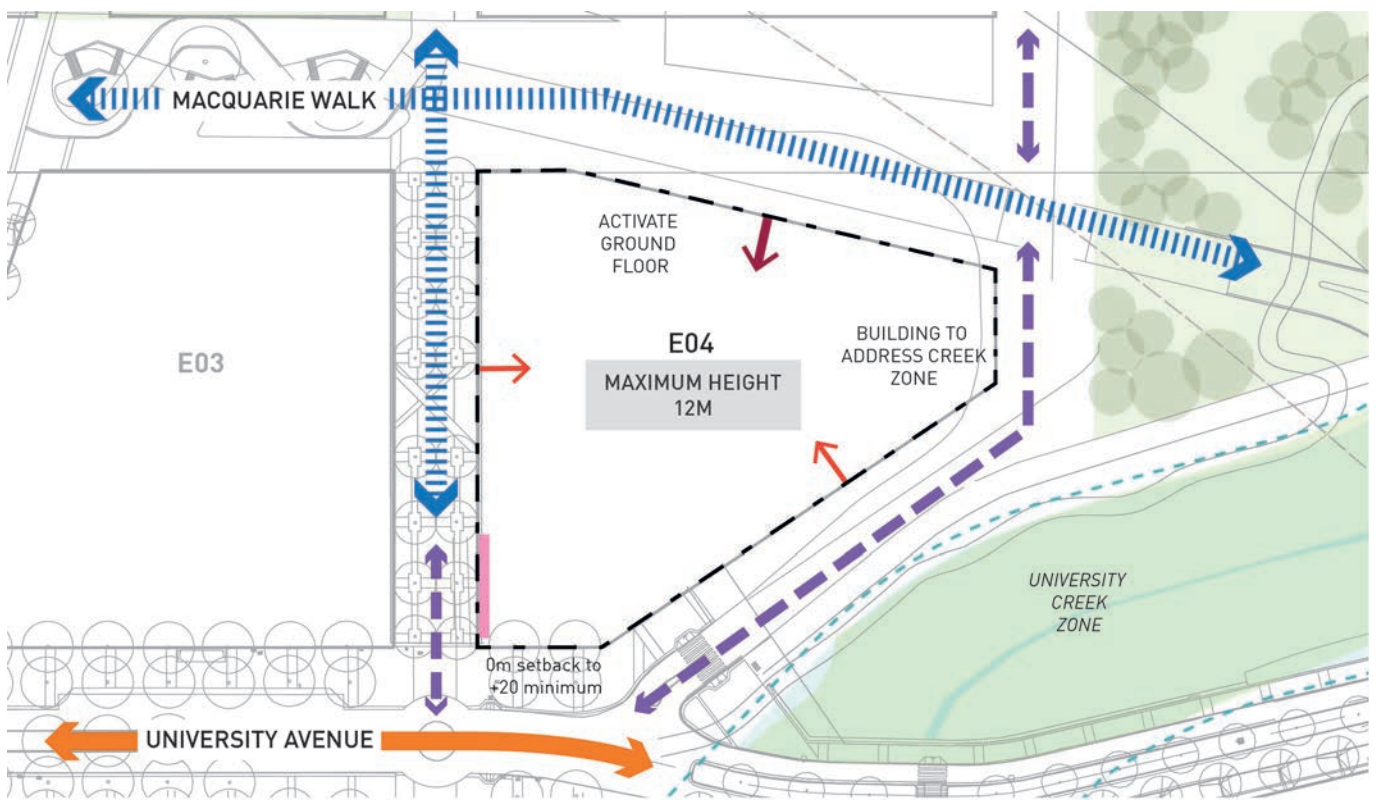 MACQUARIE WALK
ACTIVATE
GROUND
FLOOR
E03
E04
MAXIMUM HEIGHT
12M
BUILDING TO
ADDRESS CREEK
ZONE
UNIVERSITY
CREEK
ZONE
0m setback to
+20 minimum
UNIVERSITY AVENUE